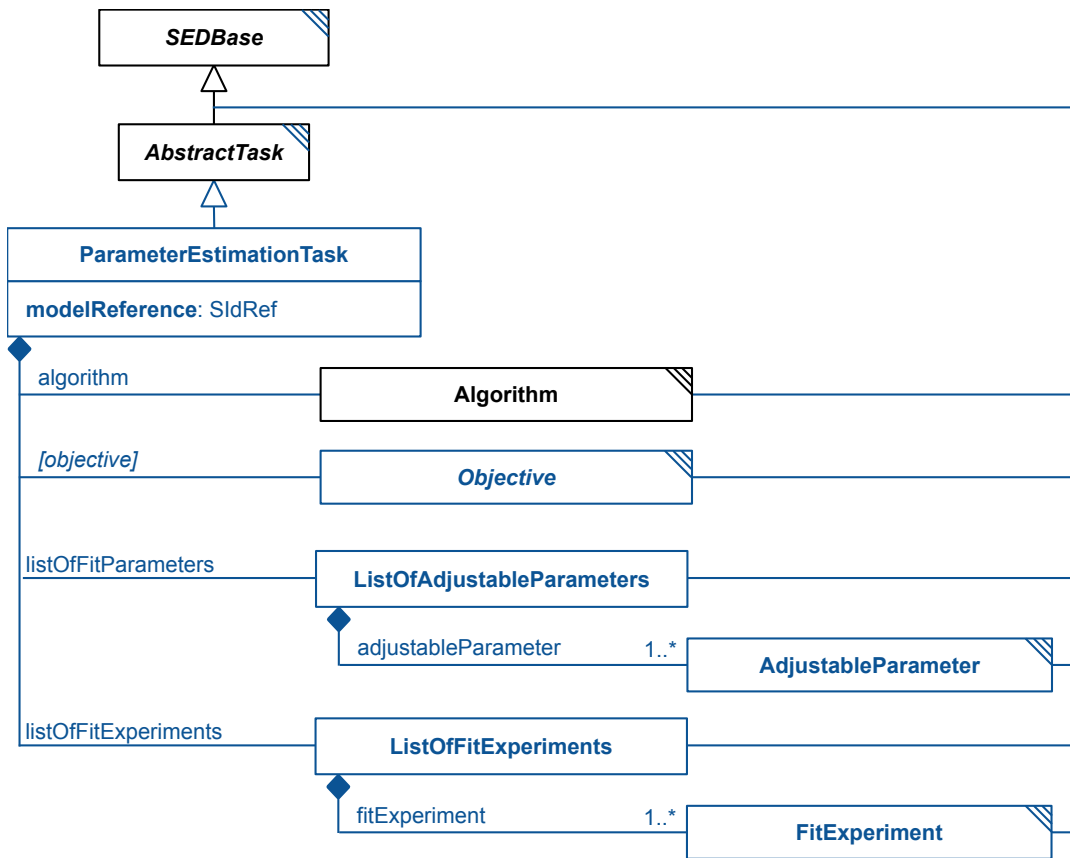 SEDBase
AbstractTask
ParameterEstimationTask
modelReference: SIdRef
algorithm
Algorithm
[objective]
Objective
listOfFitParameters
ListOfAdjustableParameters
adjustableParameter 1..*
AdjustableParameter
listOfFitExperiments
ListOfFitExperiments
fitExperiment 1..*
FitExperiment